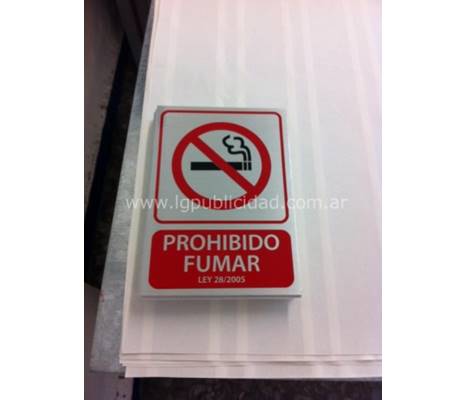 www.lgpublicidad.com.ar
PROHIBIDO
FUMAR
LEY 28/2005